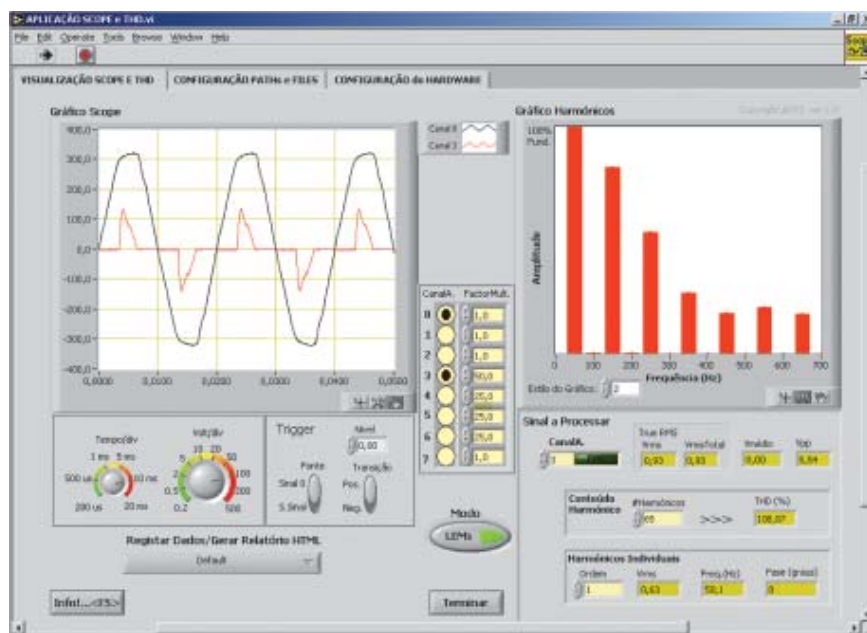 APLICAÇÃO SCOPE e THD.vi
File Edit Operate Tools Browse Window Help
VISUALIZAÇÃO SCOPE E THD
CONFIGURAÇÃO PATHs e FILES
CONFIGURAÇÃO do HARDWARE
Gráfico Scope
400,0
300,0
200,0
100,0
0,0
-100,0
-200,0
-300,0
-400,0
0,0000 0,0100 0,0200 0,0300 0,0400 0,0500
Canal 0
Canal 3
Gráfico Harmónicos
100%
Fund.
Amplitude
0 100 200 300 400 500 600 700
Frequência (Hz)
Estilo do Gráfico: 2
CanalA. FactorMult.
0 1,0
1 1,0
2 1,0
3 50,0
4 25,0
5 25,0
6 25,0
7 1,0
Tempo/div
1 ms 5 ms
500 us 10 ms
200 us 20 ms
Volt/div
10 20
5 50
2 100
0.5 200
0.2 500
Trigger
Nível
0,00
Fonte
Transição
Sinal 0
Pos.
S.Sinal
Neg.
Modo
LEMs
Registar Dados/Gerar Relatório HTML
Default
Info!...<F5>
Terminar
Sinal a Processar
CanalA.
3
True RMS
Vrms VrmsTotal Vmédio Vpp
0,93 0,93 0,00
Conteúdo
Harmónico
#Harmónicos
>>>
THD (%)
108,07
Harmónicos Individuais
Ordem Vrms Freq.(Hz) Fase (graus)
1 0,63 50,1 0